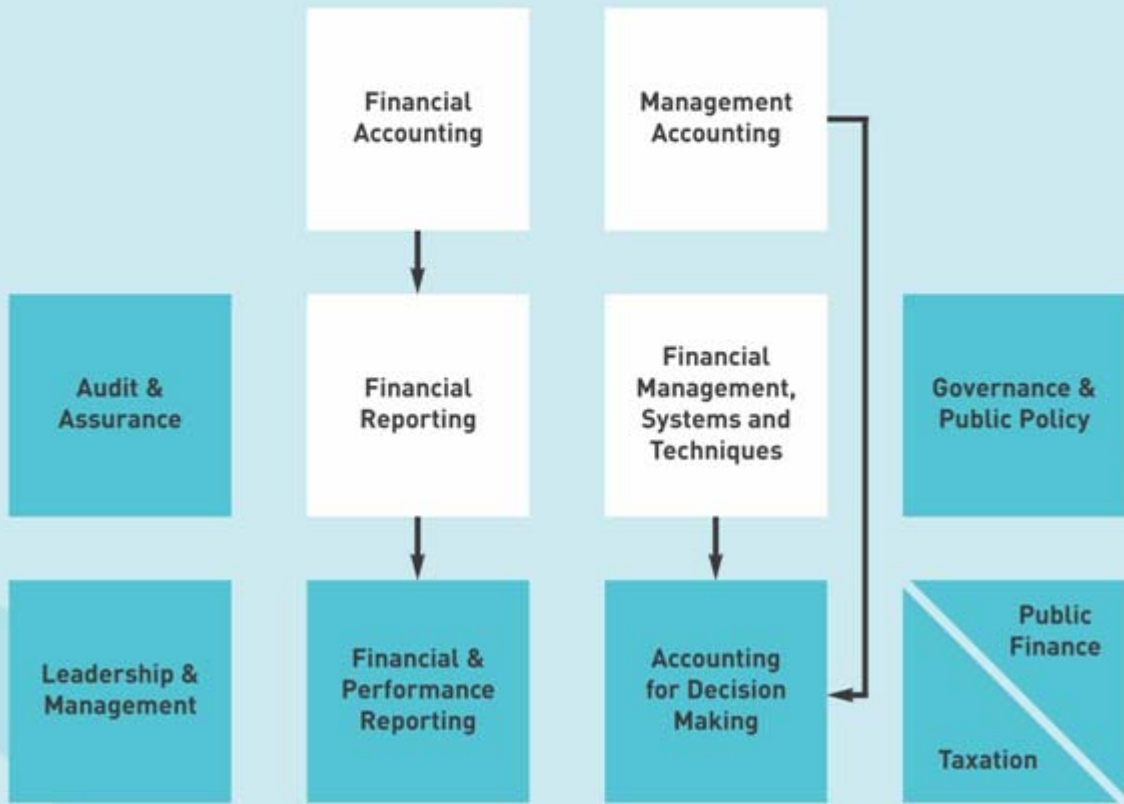 Financial
Accounting
Management
Accounting
Audit &
Assurance
Financial
Reporting
Financial
Management,
Systems and
Techniques
Governance &
Public Policy
Leadership &
Management
Financial &
Performance
Reporting
Accounting
for Decision
Making
Public
Finance
Taxation